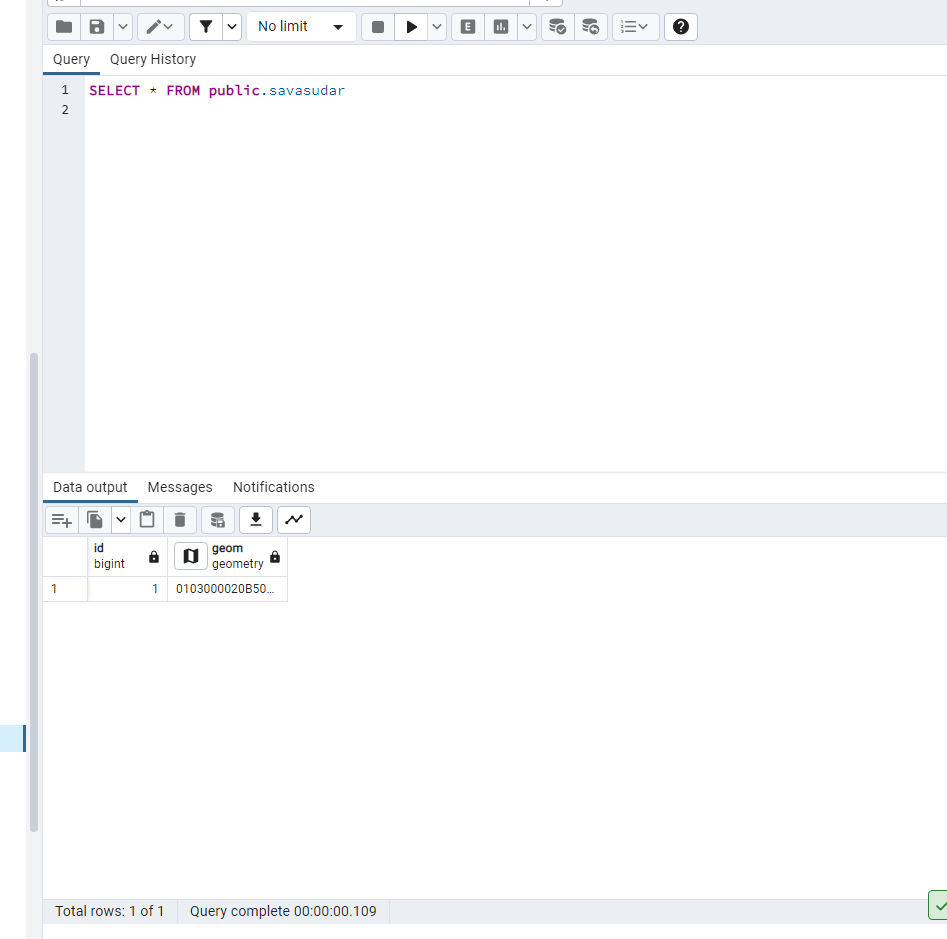 No limit
E
?
Query Query History
1 SELECT * FROM public.savasudar
2
Data output Messages Notifications
id geom
bigint geometry
1 1 0103000020B50...
Total rows: 1 of 1 Query complete 00:00:00.109